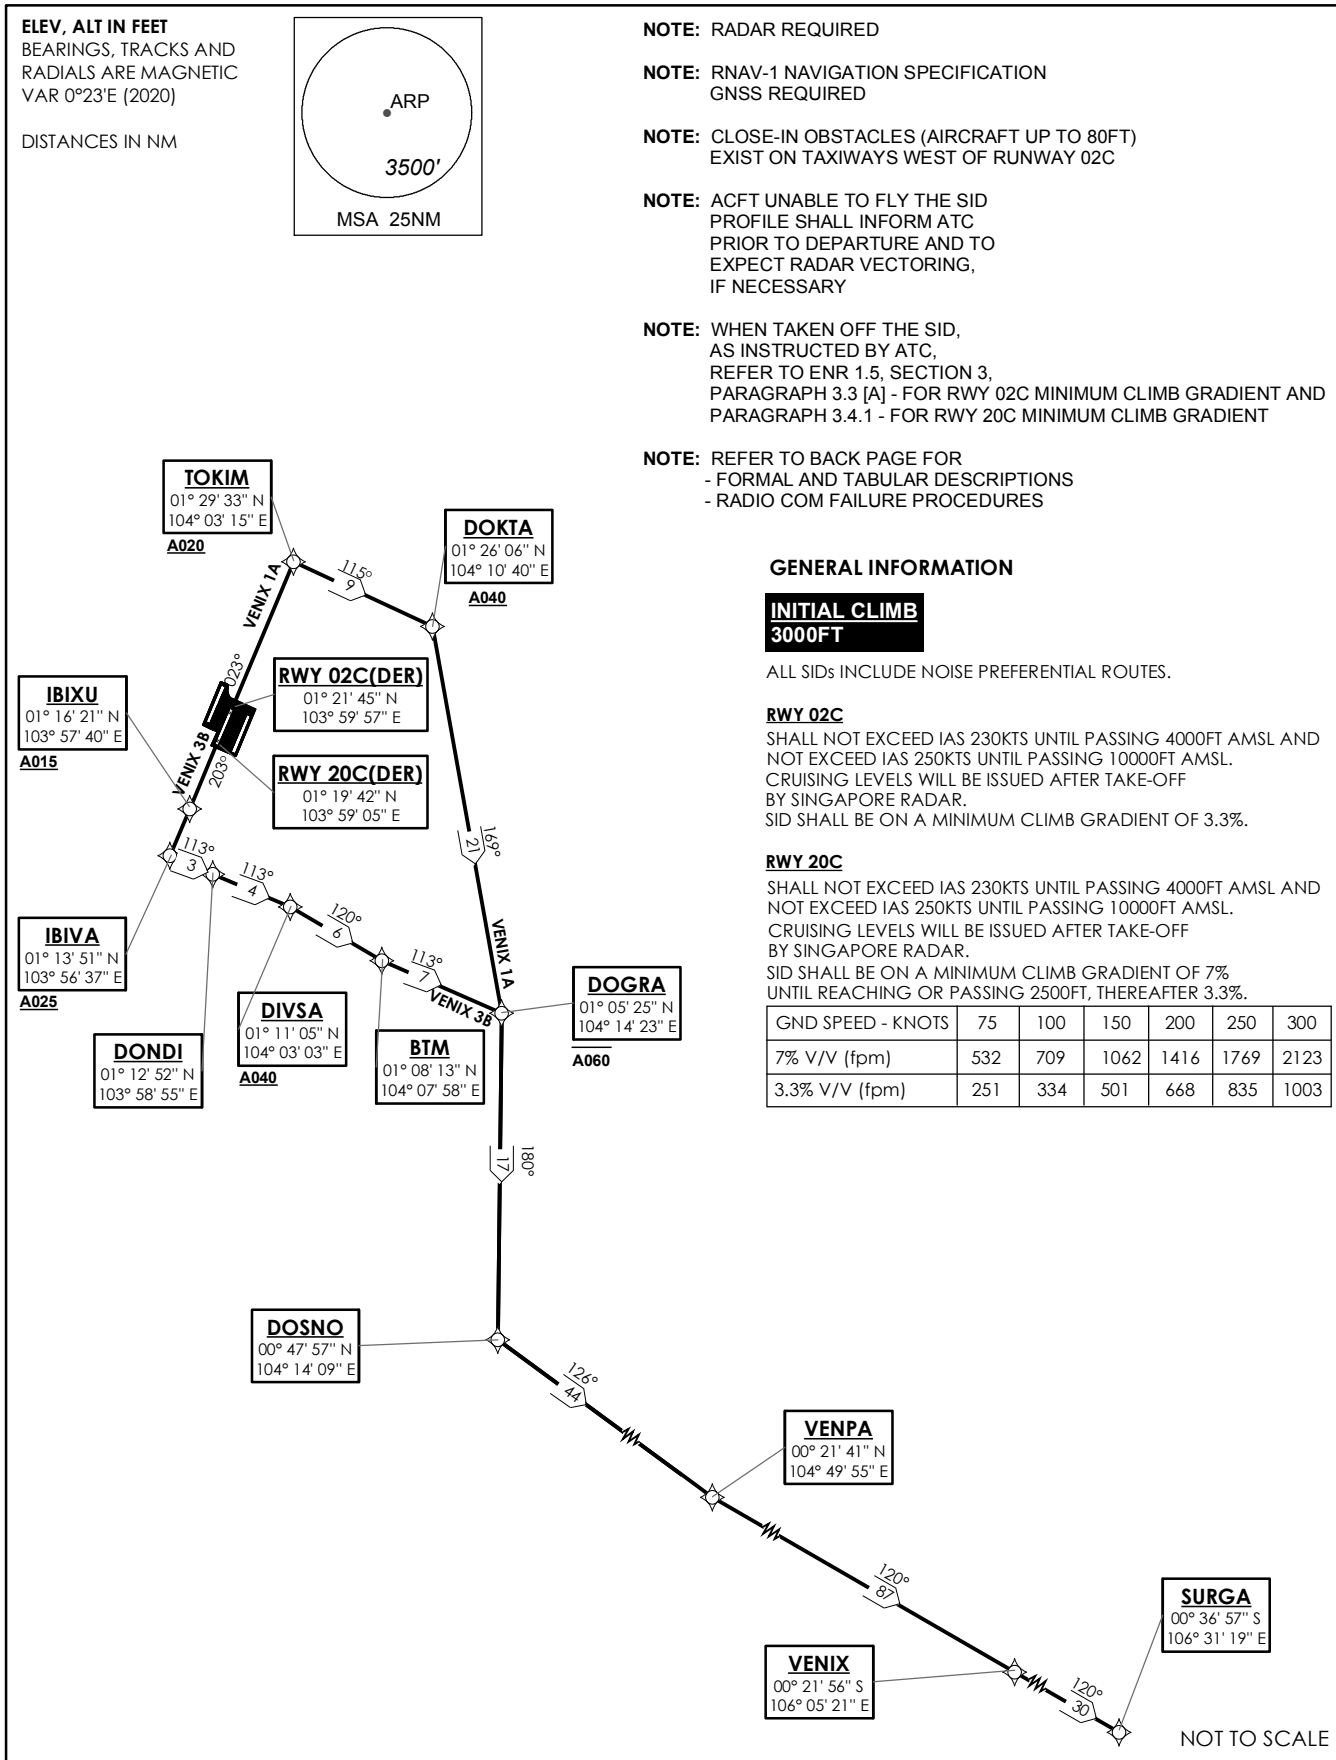 ELEV, ALT IN FEET
BEARINGS, TRACKS AND
RADIALS ARE MAGNETIC
VAR 0°23'E (2020)
DISTANCES IN NM
ARP
3500'
MSA 25NM
NOTE: RADAR REQUIRED
NOTE: RNAV-1 NAVIGATION SPECIFICATION
GNSS REQUIRED
NOTE: CLOSE-IN OBSTACLES (AIRCRAFT UP TO 80FT)
EXIST ON TAXIWAYS WEST OF RUNWAY 02C
NOTE: ACFT UNABLE TO FLY THE SID
PROFILE SHALL INFORM ATC
PRIOR TO DEPARTURE AND TO
EXPECT RADAR VECTORING,
IF NECESSARY
NOTE: WHEN TAKEN OFF THE SID,
AS INSTRUCTED BY ATC,
REFER TO ENR 1.5, SECTION 3,
PARAGRAPH 3.3 [A] - FOR RWY 02C MINIMUM CLIMB GRADIENT AND
PARAGRAPH 3.4.1 - FOR RWY 20C MINIMUM CLIMB GRADIENT
NOTE: REFER TO BACK PAGE FOR
- FORMAL AND TABULAR DESCRIPTIONS
- RADIO COM FAILURE PROCEDURES
GENERAL INFORMATION
INITIAL CLIMB
3000FT
ALL SIDs INCLUDE NOISE PREFERENTIAL ROUTES.
RWY 02C
SHALL NOT EXCEED IAS 230KTS UNTIL PASSING 4000FT AMSL AND
NOT EXCEED IAS 250KTS UNTIL PASSING 10000FT AMSL.
CRUISING LEVELS WILL BE ISSUED AFTER TAKE-OFF
BY SINGAPORE RADAR.
SID SHALL BE ON A MINIMUM CLIMB GRADIENT OF 3.3%.
RWY 20C
SHALL NOT EXCEED IAS 230KTS UNTIL PASSING 4000FT AMSL AND
NOT EXCEED IAS 250KTS UNTIL PASSING 10000FT AMSL.
CRUISING LEVELS WILL BE ISSUED AFTER TAKE-OFF
BY SINGAPORE RADAR.
SID SHALL BE ON A MINIMUM CLIMB GRADIENT OF 7%
UNTIL REACHING OR PASSING 2500FT, THEREAFTER 3.3%.
GND SPEED - KNOTS 75 100 150 200 250 300
7% V/V (fpm) 532 709 1062 1416 1769 2123
3.3% V/V (fpm) 251 334 501 668 835 1003
TOKIM
01° 29' 33" N
104° 03' 15" E
A020
DOKTA
01° 26' 06" N
104° 10' 40" E
A040
115°
9
VENIX 1A
023°
RWY 02C(DER)
01° 21' 45" N
103° 59' 57" E
IBIXU
01° 16' 21" N
103° 57' 40" E
A015
VENIX 3B
203°
RWY 20C(DER)
01° 19' 42" N
103° 59' 05" E
169°
21
VENIX 1A
113°
3
113°
4
120°
6
113°
7
VENIX 3B
IBIVA
01° 13' 51" N
103° 56' 37" E
A025
DONDI
01° 12' 52" N
103° 58' 55" E
DIVSA
01° 11' 05" N
104° 03' 03" E
A040
BTM
01° 08' 13" N
104° 07' 58" E
DOGRA
01° 05' 25" N
104° 14' 23" E
A060
180°
17
DOSNO
00° 47' 57" N
104° 14' 09" E
126°
44
VENPA
00° 21' 41" N
104° 49' 55" E
120°
87
VENIX
00° 21' 56" S
106° 05' 21" E
120°
30
SURGA
00° 36' 57" S
106° 31' 19" E
NOT TO SCALE